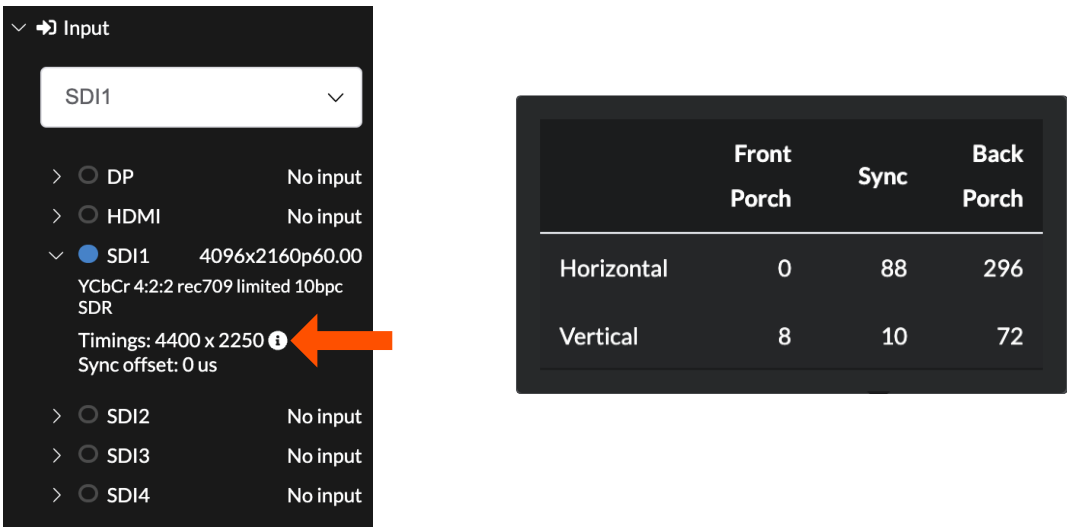 Input
SDI1
DP No input
HDMI No input
SDI1 4096x2160p60.00
YCbCr 4:2:2 rec709 limited 10bpc
SDR
Timings: 4400 x 2250
Sync offset: 0 us
SDI2 No input
SDI3 No input
SDI4 No input
Front Porch Sync Back Porch
Horizontal 0 88 296
Vertical 8 10 72